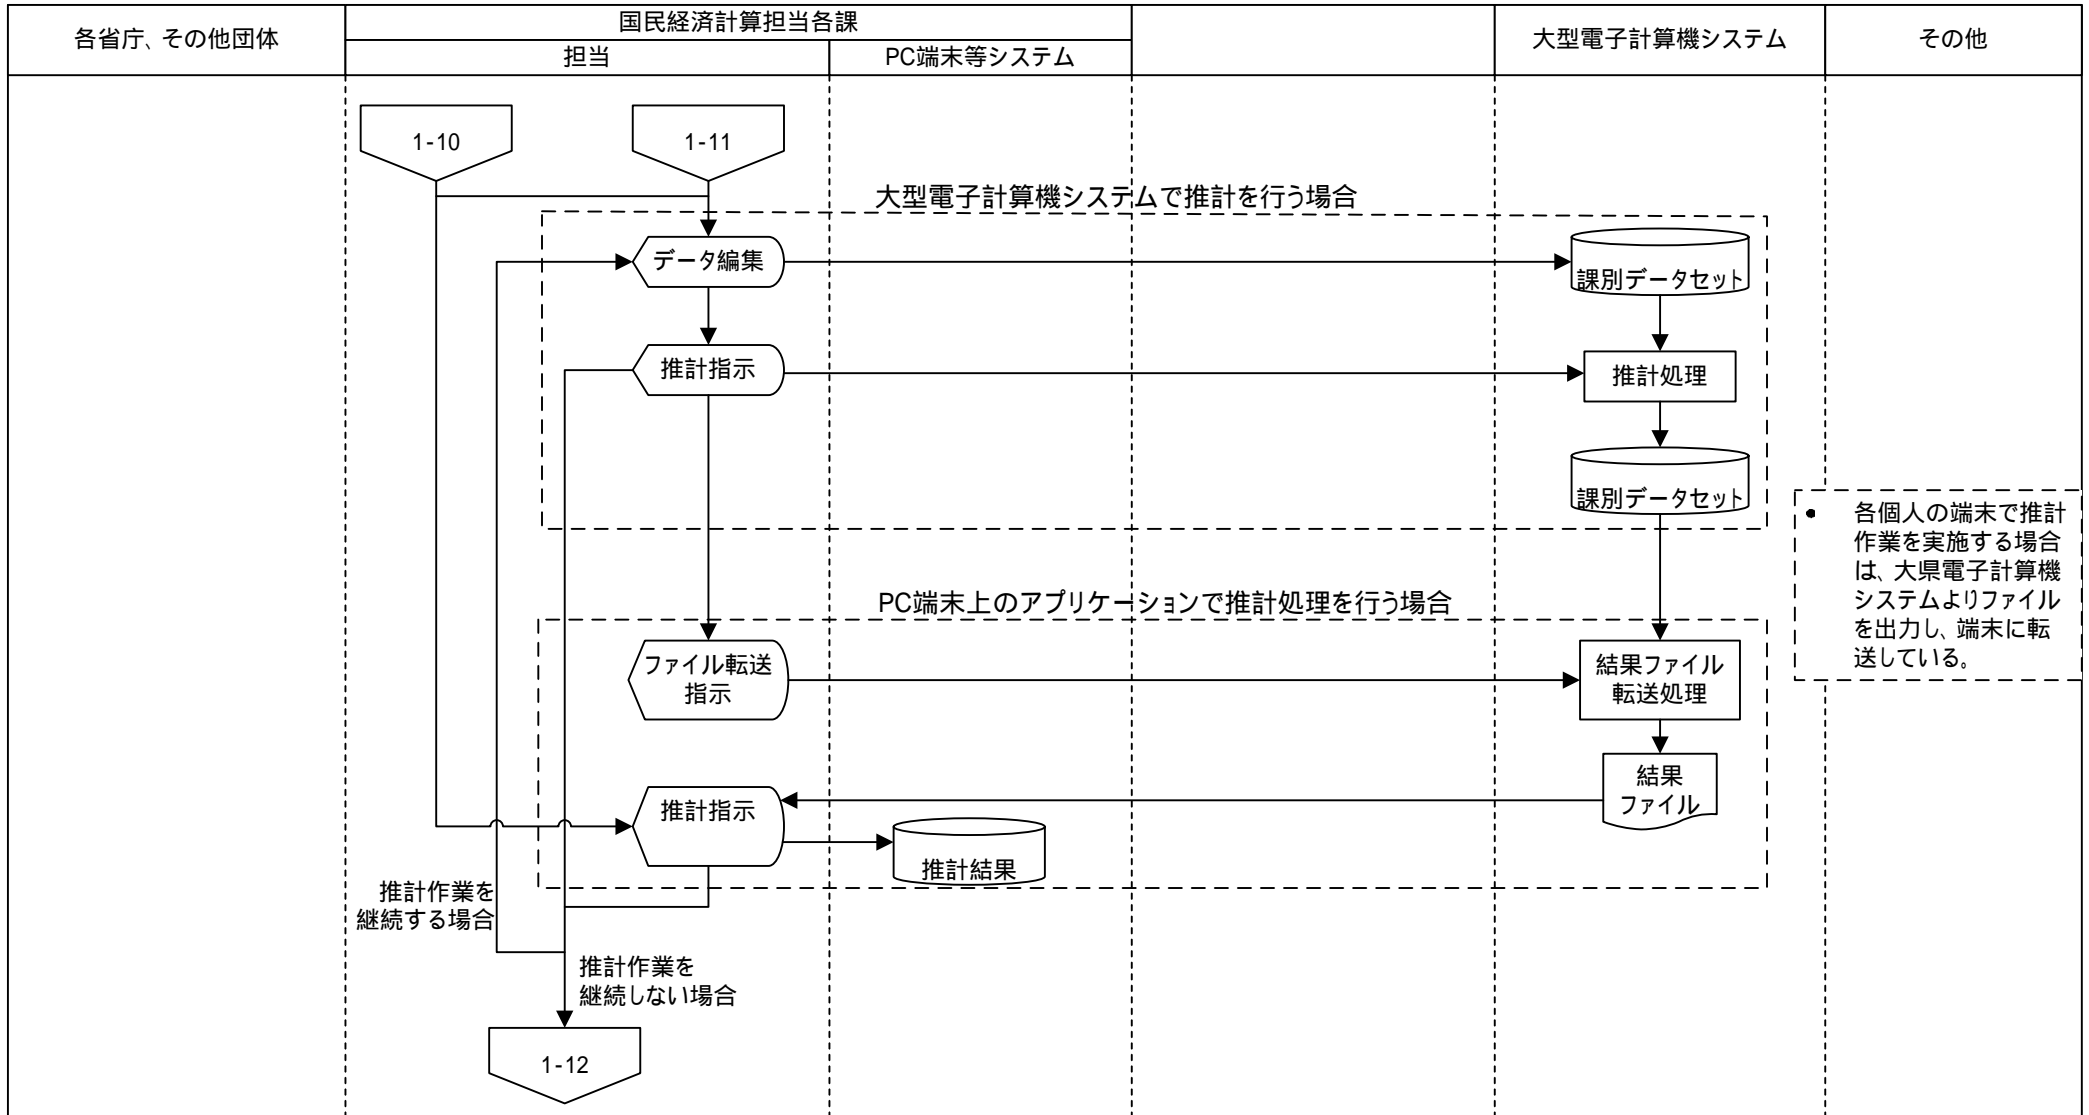 各省庁、その他団体
国民経済計算担当各課
担当
PC端末等システム
大型電子計算機システム
その他
1-10
1-11
大型電子計算機システムで推計を行う場合
データ編集
課別データセット
推計指示
推計処理
課別データセット
各個人の端末で推計
作業を実施する場合
は、大県電子計算機
システムよりファイル
を出力し、端末に転
送している。
PC端末上のアプリケーションで推計処理を行う場合
ファイル転送
指示
結果ファイル
転送処理
結果
ファイル
推計指示
推計結果
推計作業を
継続する場合
推計作業を
継続しない場合
1-12